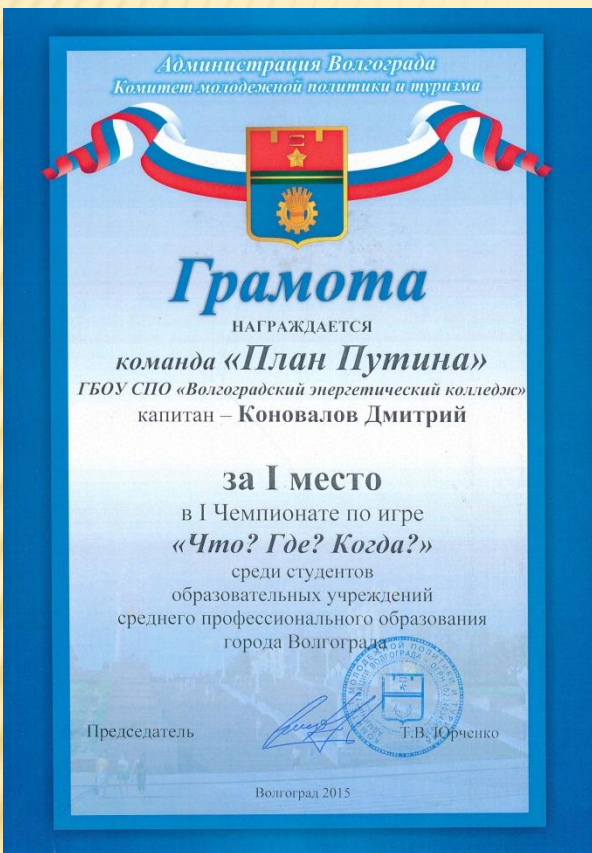 Администрация Волгограда
Комитет молодежной политики и туризма
Грамота
НАГРАЖДАЕТСЯ
команда «План Путина»
ГБОУ СПО «Волгоградский энергетический колледж»
капитан – Коновалов Дмитрий
за I место
в I Чемпионате по игре
«Что? Где? Когда?»
среди студентов
образовательных учреждений
среднего профессионального образования
города Волгограда
Председатель
Т.В. Юрченко
Волгоград 2015